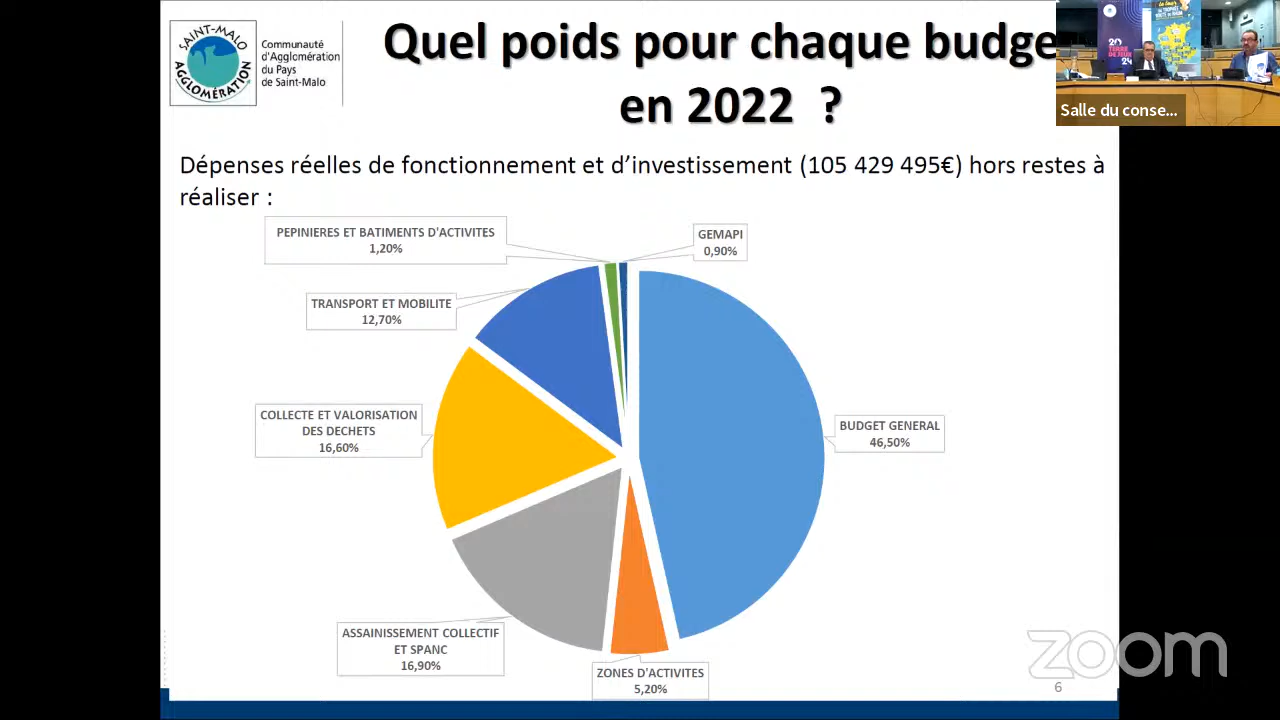 SAINT-MALO
AGGLOMÉRATION
Communauté
d'Agglomération
du Pays
de Saint-Malo
Quel poids pour chaque budge
en 2022 ?
Salle du conse...
Dépenses réelles de fonctionnement et d’investissement (105 429 495€) hors restes à
réaliser :
PEPINIERES ET BATIMENTS D'ACTIVITES
1,20%
GEMAPI
0,90%
TRANSPORT ET MOBILITE
12,70%
COLLECTE ET VALORISATION
DES DECHETS
16,60%
BUDGET GENERAL
46,50%
ASSAINISSEMENT COLLECTIF
ET SPANC
16,90%
ZONES D'ACTIVITES
5,20%
zoom
6